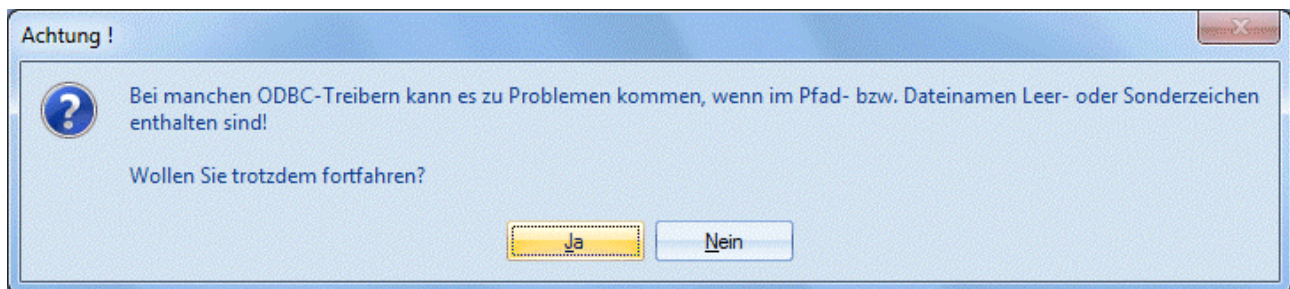 Achtung !
Bei manchen ODBC-Treibern kann es zu Problemen kommen, wenn im Pfad- bzw. Dateinamen Leer- oder Sonderzeichen
enthalten sind!
Wollen Sie trotzdem fortfahren?
Ja
Nein